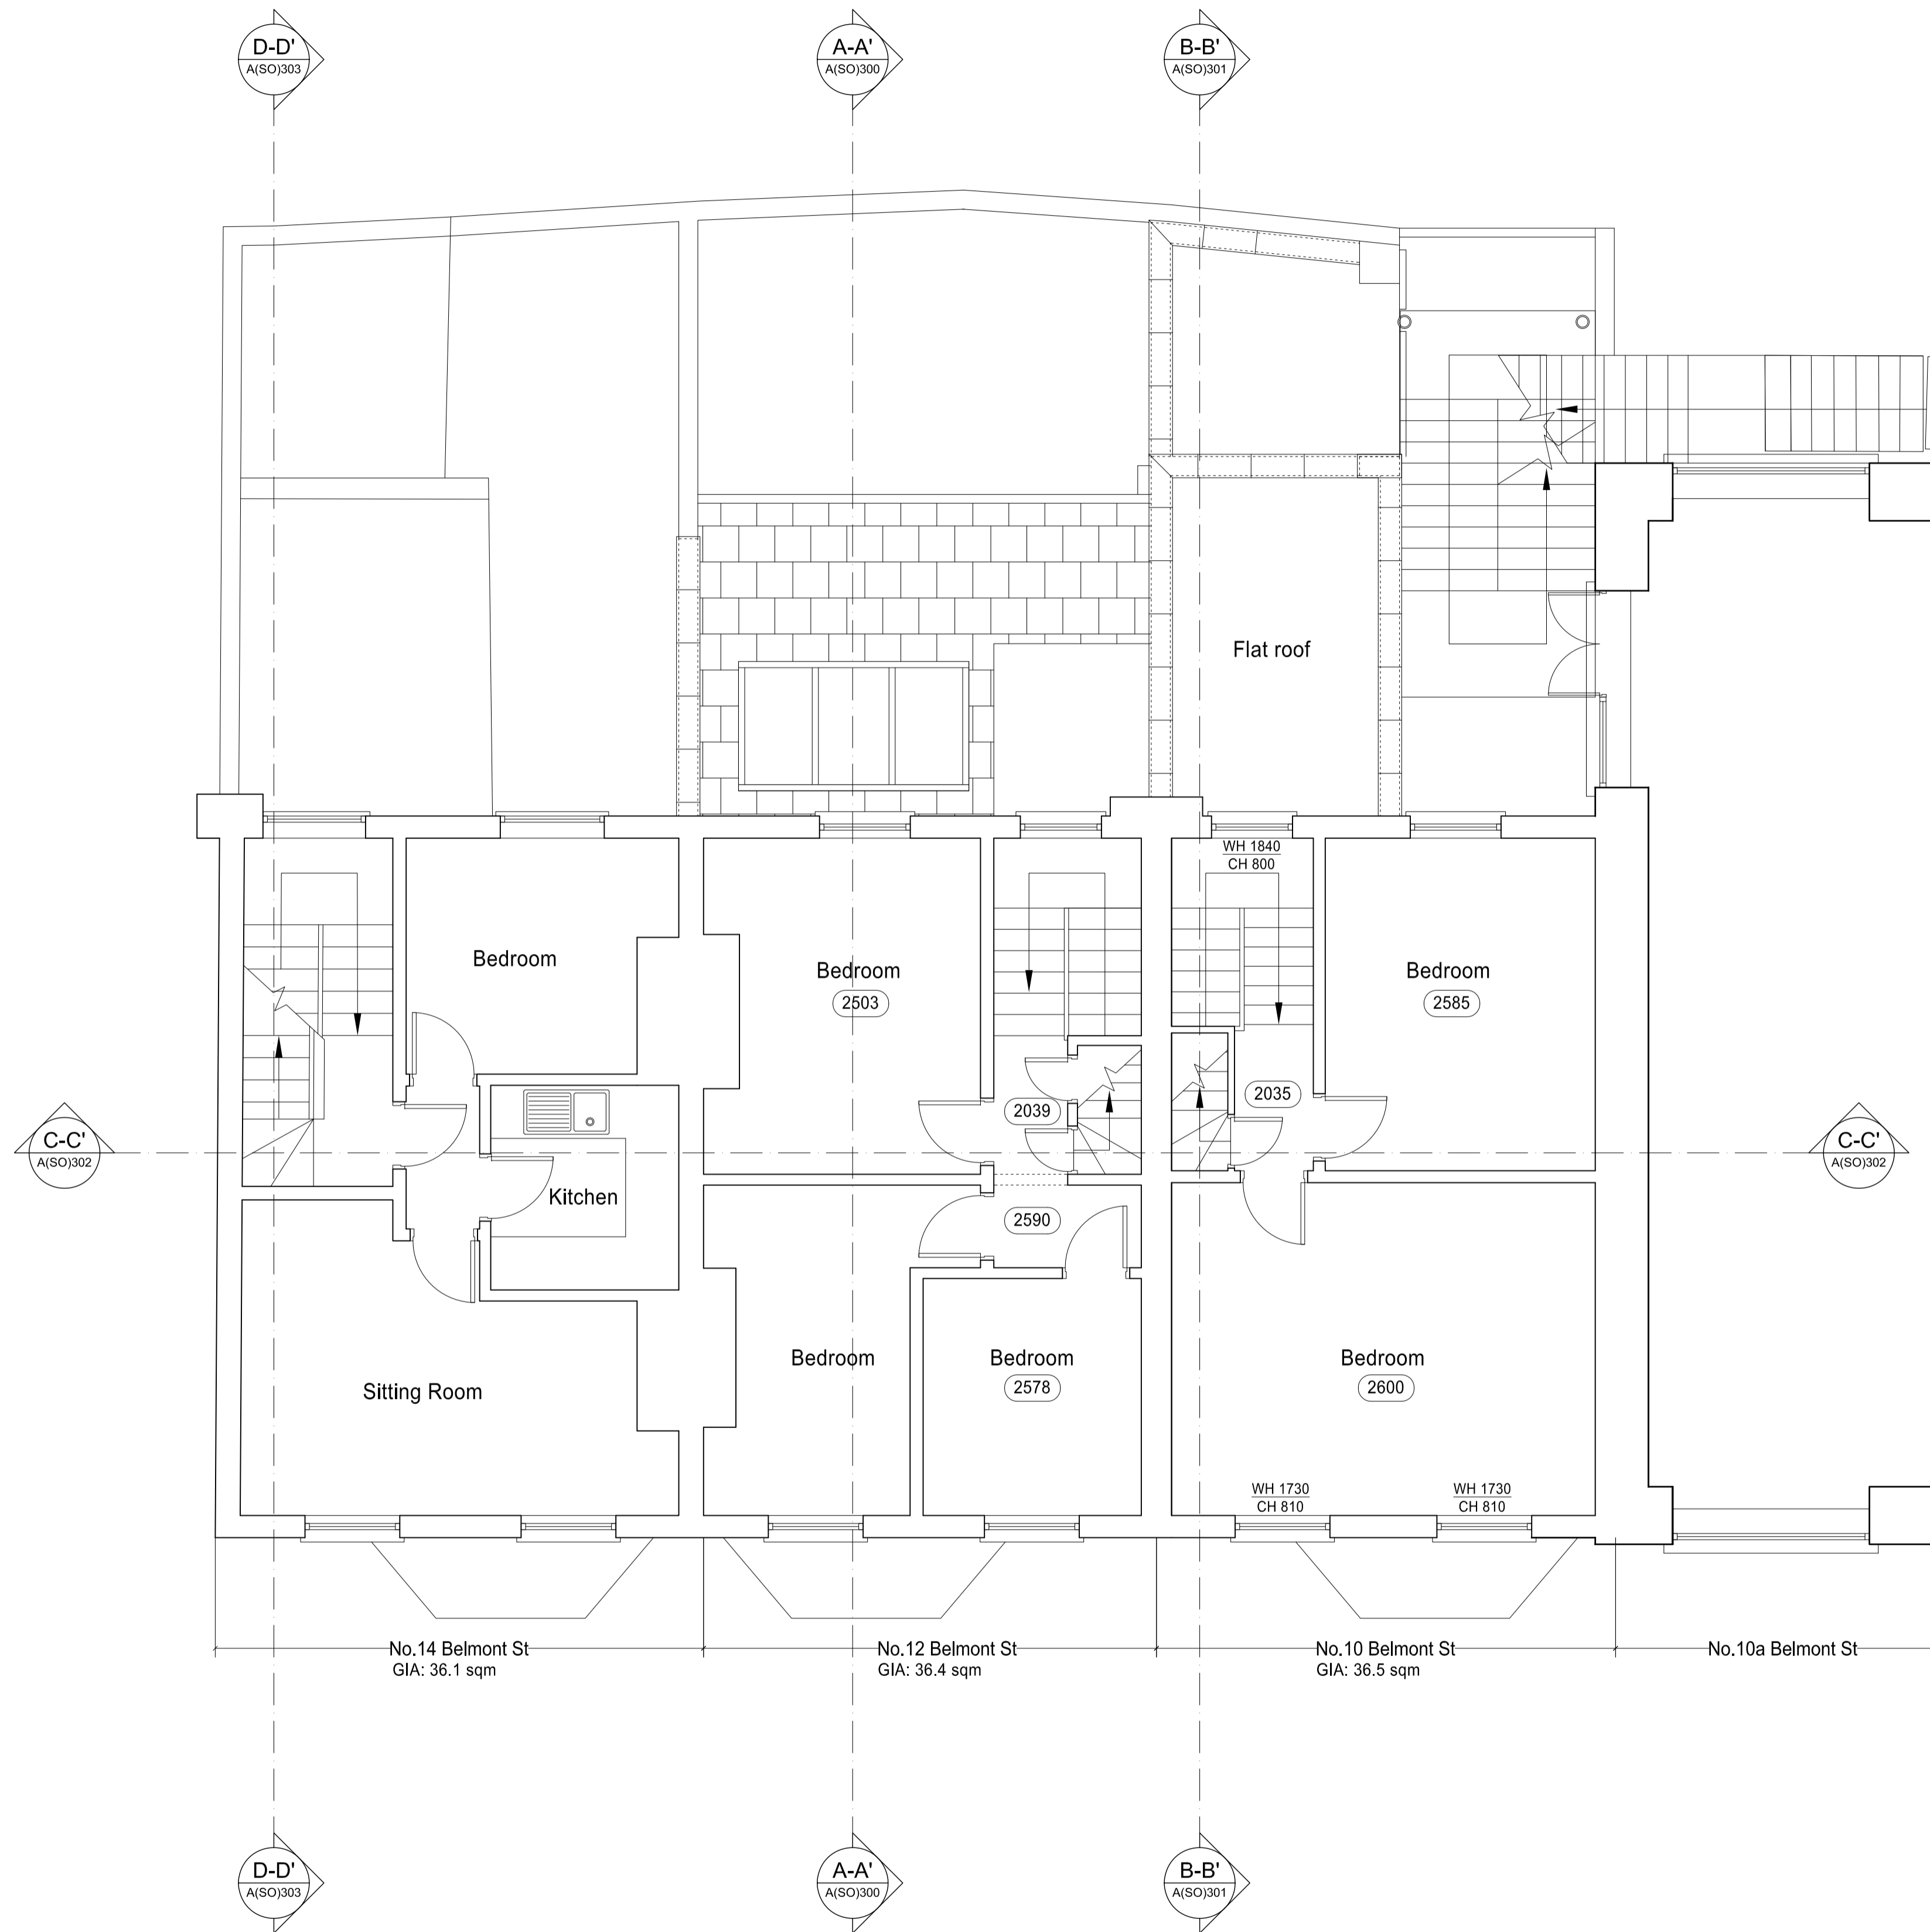 D-D'
A(SO)303
A-A'
A(SO)300
B-B'
A(SO)301
Flat roof
WH 1840
CH 800
Bedroom
Bedroom
2503
Bedroom
2585
2039
2035
C-C'
A(SO)302
C-C'
A(SO)302
Kitchen
2590
Sitting Room
Bedroom
Bedroom
2578
Bedroom
2600
WH 1730
CH 810
WH 1730
CH 810
No.14 Belmont St
GIA: 36.1 sqm
No.12 Belmont St
GIA: 36.4 sqm
No.10 Belmont St
GIA: 36.5 sqm
No.10a Belmont St
D-D'
A(SO)303
A-A'
A(SO)300
B-B'
A(SO)301